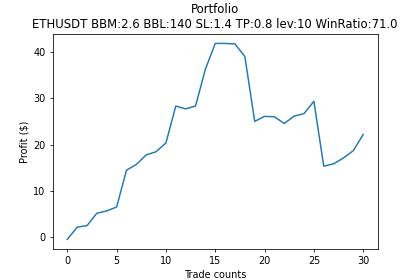 Portfolio
ETHUSDT BBM:2.6 BBL:140 SL:1.4 TP:0.8 lev:10 WinRatio:71.0
Profit ($)
40
30
20
10
0
0 5 10 15 20 25 30
Trade counts